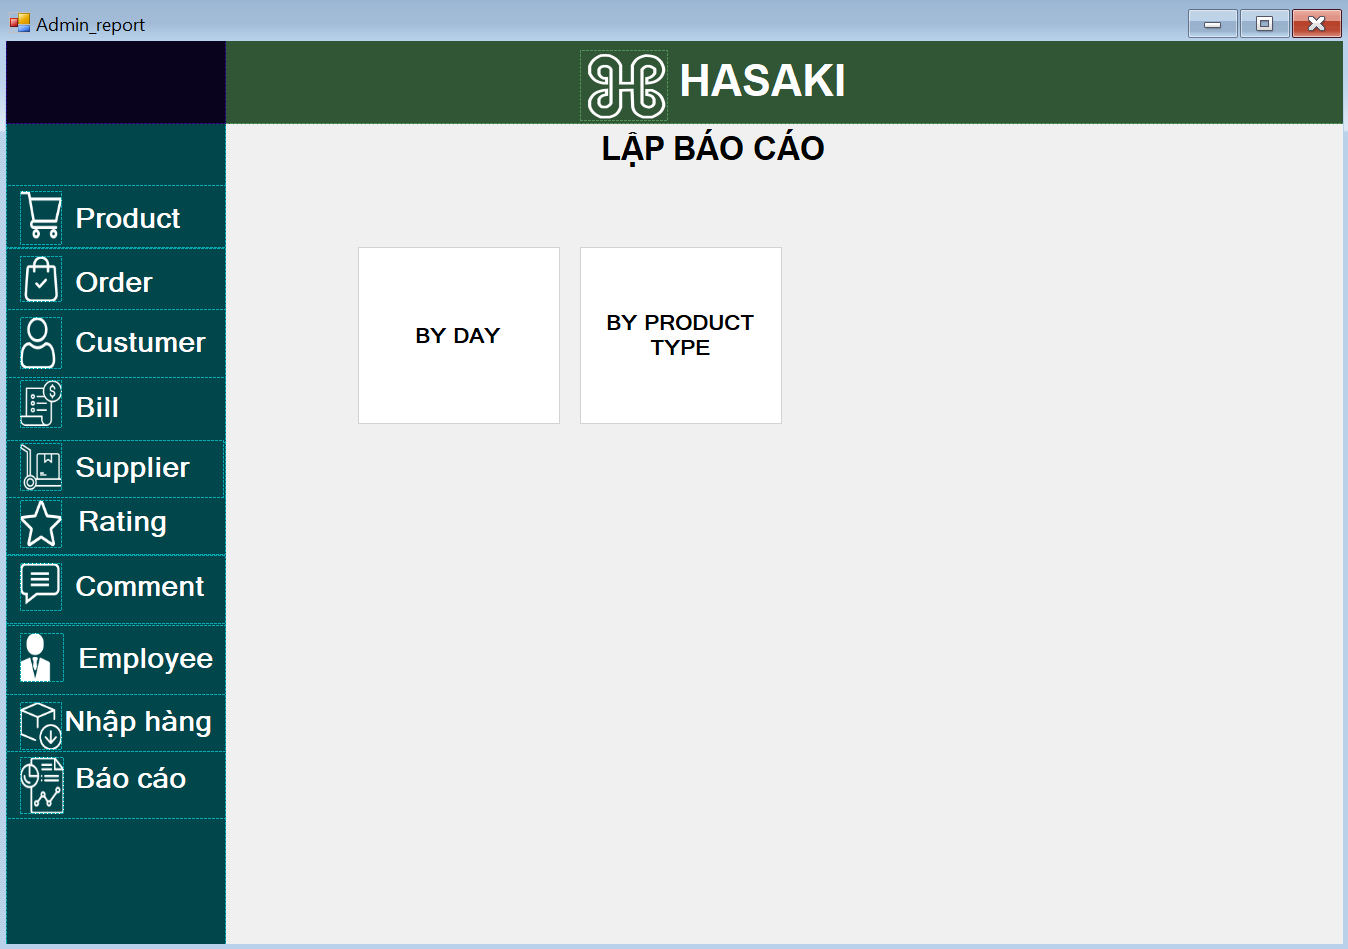 Admin_report
HASAKI
LẬP BÁO CÁO
Product
Order
Custumer
Bill
Supplier
Rating
Comment
Employee
Nhập hàng
Báo cáo
BY DAY
BY PRODUCT
TYPE